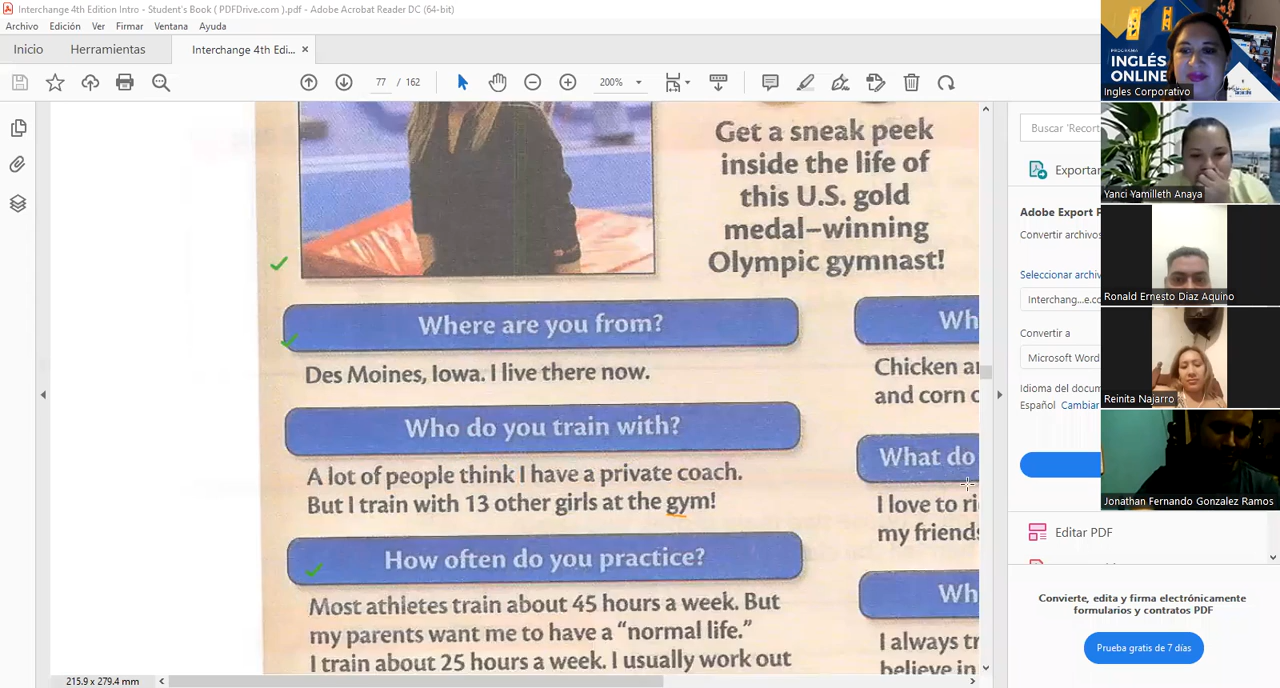 Interchange 4th Edition Intro - Student's Book ( PDFDrive.com ).pdf - Adobe Acrobat Reader DC (64-bit)
Archivo Edición Ver Firmar Ventana Ayuda
Inicio Herramientas Interchange 4th Edi... ×
77 / 162 200%
Get a sneak peek
inside the life of
this U.S. gold
medal–winning
Olympic gymnast!
Where are you from?
Des Moines, Iowa. I live there now.
Who do you train with?
A lot of people think I have a private coach.
But I train with 13 other girls at the gym!
How often do you practice?
Most athletes train about 45 hours a week. But
my parents want me to have a “normal life.”
I train about 25 hours a week. I usually work out
Wh
Chicken an
and corn o
What do
I love to ri
my friends
Wh
I always tr
believe in
215.9 x 279.4 mm
Buscar 'Recort
Exportar
Adobe Export P
Convertir archivos
Seleccionar archiv
Interchang...e.co
Convertir a
Microsoft Word
Idioma del docum
Español Cambiar
Editar PDF
Convierte, edita y firma electrónicamente
formularios y contratos PDF
Prueba gratis de 7 días
PROGRAMA
INGLÉS
ONLINE
Ingles Corporativo
Yanci Yamilleth Anaya
Ronald Ernesto Diaz Aquino
Reinita Najarro
Jonathan Fernando Gonzalez Ramos